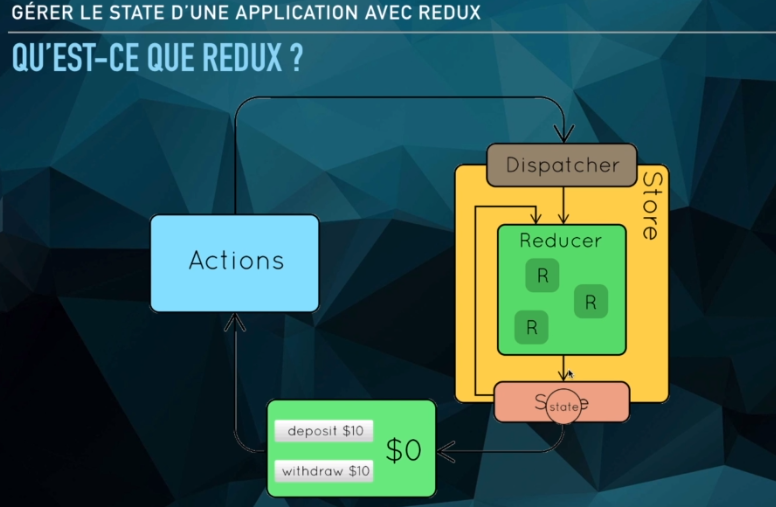 GÉRER LE STATE D'UNE APPLICATION AVEC REDUX
QU'EST-CE QUE REDUX ?
Dispatcher
Store
Reducer
R
R
R
Actions
state
deposit $10
$0
withdraw $10